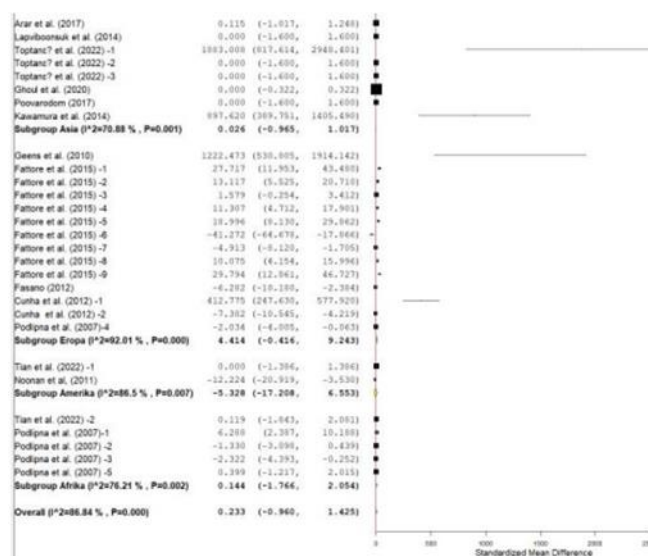 Arar et al. (2017) 0.115 (-1.017, 1.248)
Lapviboonsuk et al. (2014) 0.000 (-1.600, 1.600)
Toptanc? et al. (2022) -1 1883.008 (817.614, 2948.401)
Toptanc? et al. (2022) -2 0.000 (-1.600, 1.600)
Toptanc? et al. (2022) -3 0.000 (-1.600, 1.600)
Ghoul et al. (2020) 0.000 (-0.322, 0.322)
Poovarodom (2017) 0.000 (-1.600, 1.600)
Kawamura et al. (2014) 897.620 (389.751, 1405.490)
Subgroup Asia (I^2=70.88 % , P=0.001) 0.026 (-0.965, 1.017)
Geens et al. (2010) 1222.473 (530.805, 1914.142)
Fattore et al. (2015) -1 27.717 (11.953, 43.480)
Fattore et al. (2015) -2 13.117 (5.525, 20.710)
Fattore et al. (2015) -3 1.579 (-0.254, 3.412)
Fattore et al. (2015) -4 11.307 (4.712, 17.901)
Fattore et al. (2015) -5 18.996 (8.130, 29.862)
Fattore et al. (2015) -6 -41.272 (-64.678, -17.866)
Fattore et al. (2015) -7 -4.913 (-8.120, -1.705)
Fattore et al. (2015) -8 10.075 (4.154, 15.996)
Fattore et al. (2015) -9 29.794 (12.861, 46.727)
Fasano (2012) -6.282 (-10.180, -2.384)
Cunha et al. (2012) -1 412.775 (247.630, 577.920)
Cunha et al. (2012) -2 -7.382 (-10.545, -4.219)
Podlipna et al. (2007)-4 -2.034 (-4.005, -0.063)
Subgroup Eropa (I^2=92.01 % , P=0.000) 4.414 (-0.416, 9.243)
Tian et al. (2022) -1 0.000 (-1.386, 1.386)
Noonan et al, (2011) -12.224 (-20.919, -3.530)
Subgroup Amerika (I^2=86.5 % , P=0.007) -5.328 (-17.208, 6.553)
Tian et al. (2022) -2 0.119 (-1.843, 2.081)
Podlipna et al. (2007)-1 6.288 (2.387, 10.188)
Podlipna et al. (2007) -2 -1.330 (-3.098, 0.439)
Podlipna et al. (2007) -3 -2.322 (-4.393, -0.252)
Podlipna et al. (2007) -5 0.399 (-1.217, 2.015)
Subgroup Afrika (I^2=76.21 % , P=0.002) 0.144 (-1.766, 2.054)
Overall (I^2=86.84 % , P=0.000) 0.233 (-0.960, 1.425)
0 500 1000 1500 2000
Standardized Mean Difference